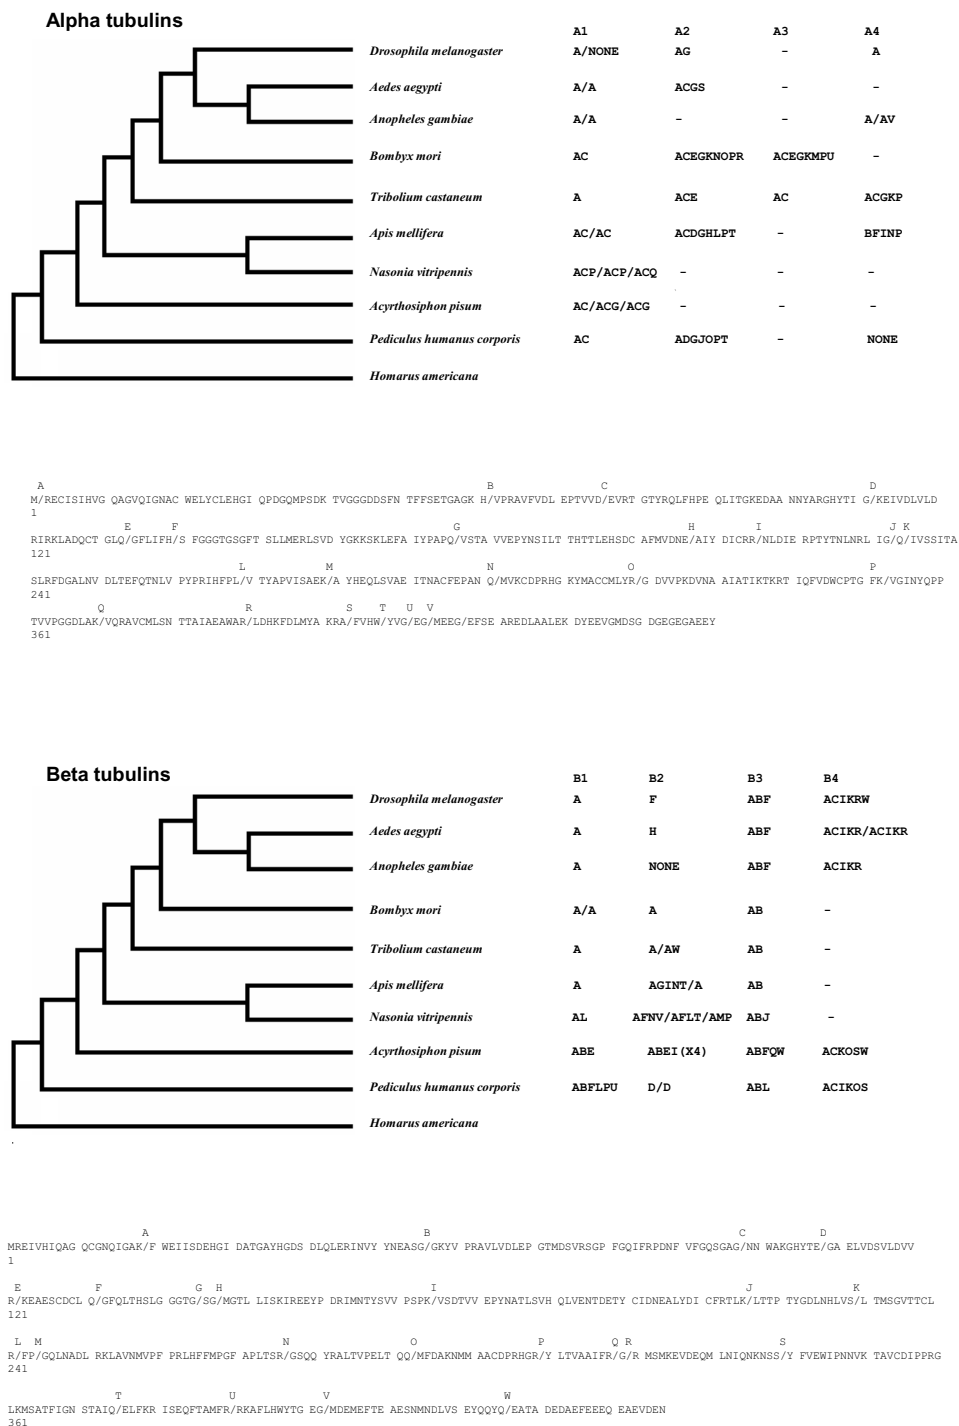 Alpha tubulins
A1 A2 A3 A4
Drosophila melanogaster A/NONE AG - A
Aedes aegypti A/A ACGS - -
Anopheles gambiae A/A - - A/AV
Bombyx mori AC ACEGKNOPR ACEGKMPU -
Tribolium castaneum A ACE AC ACGKP
Apis mellifera AC/AC ACDGHLPT - BFINP
Nasonia vitripennis ACP/ACP/ACQ - - -
Acyrthosiphon pisum AC/ACG/ACG - - -
Pediculus humanus corporis AC ADGJOPT - NONE
Homarus americana
A B C D
M/RECISIHVG QAGVQIGNAC WELYCLEHGI QPDGQMPSDK TVGGGDDSFN TFFSETGAGK H/VPRAVFVDL EPTVVD/EVRT GTYRQLFHPE QLITGKEDAA NNYARGHYTI G/KEIVDLVLD
1
E F G H I J K
RIRKLADQCT GLQ/GFLIFH/S FGGGTGSGFT SLLMERLSVD YGKKSKLEFA IYPAPQ/VSTA VVEPYNSILT THTTLEHSDC AFMVDNE/AIY DICRR/NLDIE RPTYTNLNRL IG/Q/IVSSITA
121
L M N O P
SLRFDGALNV DLTEFQTNLV PYPRIHFPL/V TYAPVISAEK/A YHEQLSVAE ITNACFEPAN Q/MVKCDPRHG KYMACCMLYR/G DVVPKDVNA AIATIKTKRT IQFVDWCPTG FK/VGINYQPP
241
Q R S T U V
TVVPGGDLAK/VQRAVCMLSN TTAIAEAWAR/LDHKFDLMYA KRA/FVHW/YVG/EG/MEEG/EFSE AREDLAALEK DYEEVGMDSG DGEGEGAEEY
361
Beta tubulins
B1 B2 B3 B4
Drosophila melanogaster A F ABF ACIKRW
Aedes aegypti A H ABF ACIKR/ACIKR
Anopheles gambiae A NONE ABF ACIKR
Bombyx mori A/A A AB -
Tribolium castaneum A A/AW AB -
Apis mellifera A AGINT/A AB -
Nasonia vitripennis AL AFNV/AFLT/AMP ABJ -
Acyrthosiphon pisum ABE ABEI(X4) ABFQW ACKOSW
Pediculus humanus corporis ABFLPU D/D ABL ACIKOS
Homarus americana
A B C D
MREIVHIQAG QCGNQIGAK/F WEIISDEHGI DATGAYHGDS DLQLERINVY YNEASG/GKYV PRAVLVDLEP GTMDSVRSGP FGQIFRPDNF VFGQSGAG/NN WAKGHYTE/GA ELVDSVLDVV
1
E F G H I J K
R/KEAESCDCL Q/GFQLTHSLG GGTG/SG/MGTL LISKIREEYP DRIMNTYSVV PSPK/VSDTVV EPYNATLSVH QLVENTDETY CIDNEALYDI CFRTLK/LTTP TYGDLNHLVS/L TMSGVTTCL
121
L M N O P Q R S
R/FP/GQLNADL RKLAVNMVPF PRLHFFMPGF APLTSR/GSQQ YRALTVPELT QQ/MFDAKNMM AACDPRHGR/Y LTVAAIFR/G/R MSMKEVDEQM LNIQNKNSS/Y FVEWIPNNVK TAVCDIPPRG
241
T U V W
LKMSATFIGN STAIQ/ELFKR ISEQFTAMFR/RKAFLHWYTG EG/MDEMEFTE AESNMNDLVS EYQQYQ/EATA DEDAEFEEEQ EAEVDEN
361